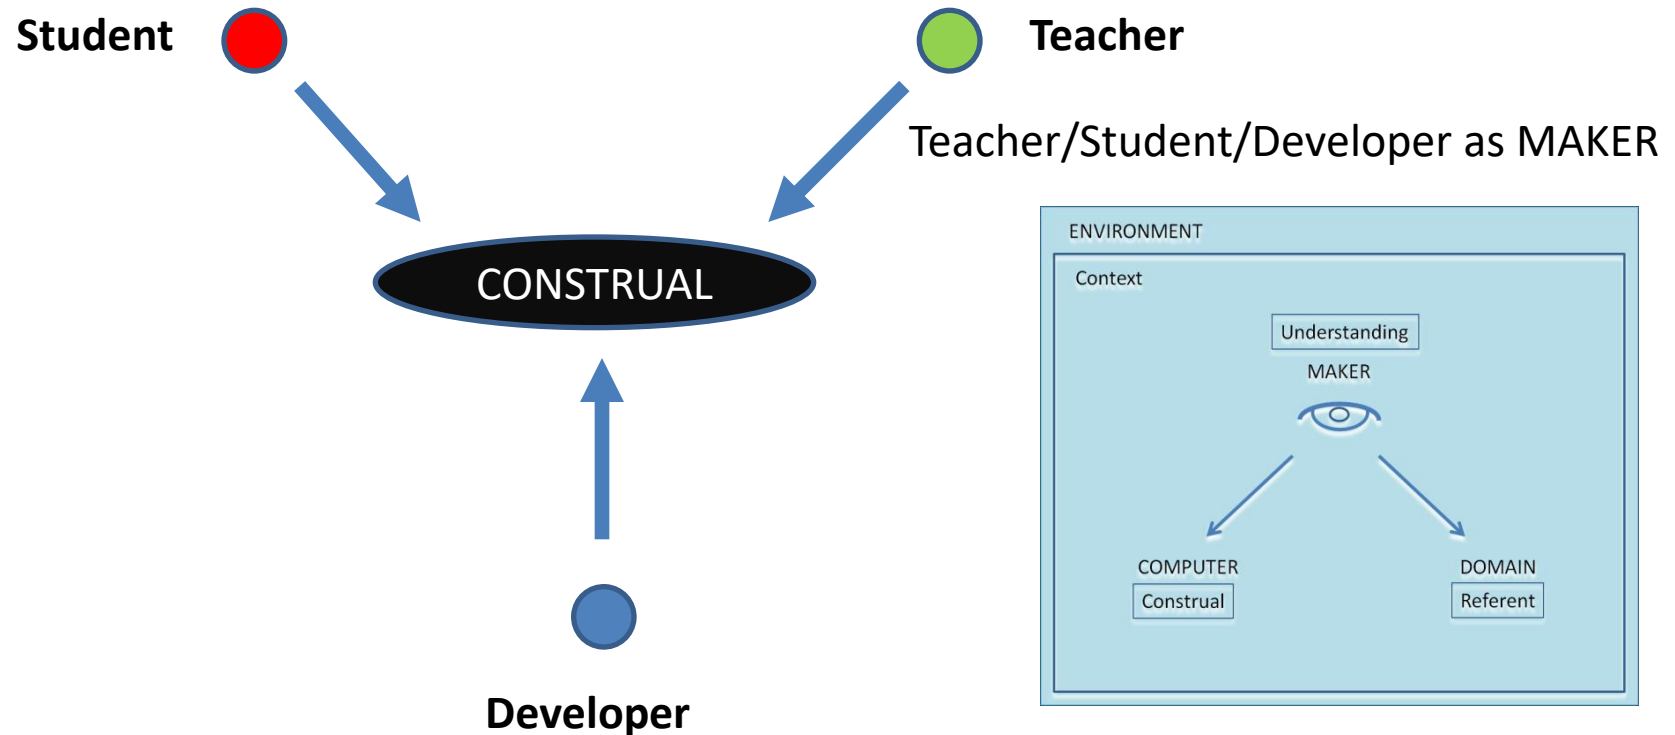 Student
Teacher
Teacher/Student/Developer as MAKER
CONSTRUAL
Developer
ENVIRONMENT
Context
Understanding
MAKER
COMPUTER
Construal
DOMAIN
Referent